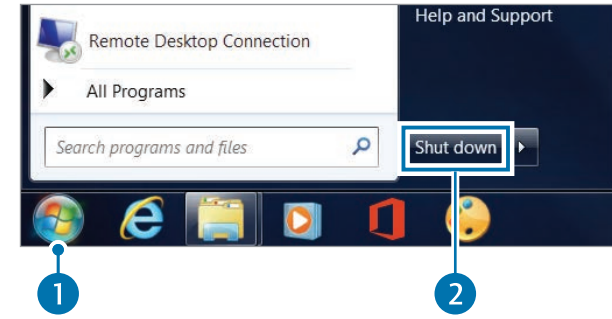 Help and Support
Remote Desktop Connection
All Programs
Search programs and files
Shut down
1
2